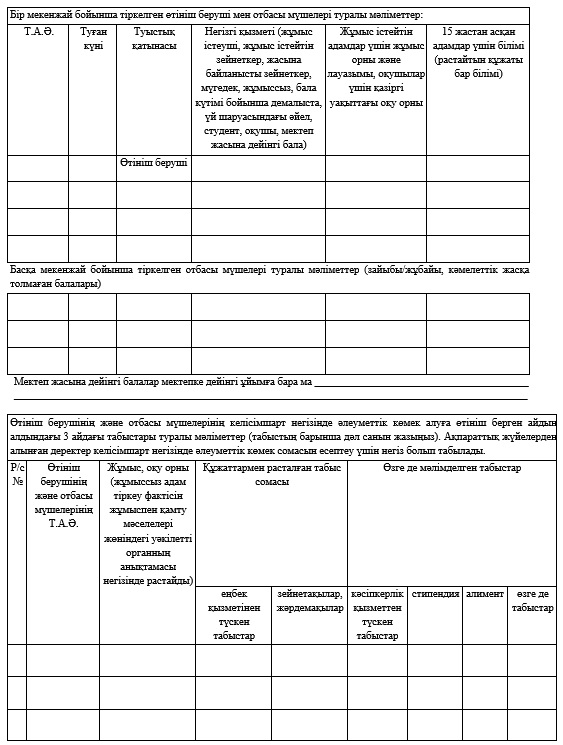 Бір мекенжай бойынша тіркелген өтініш беруші мен отбасы мүшелері туралы мәліметтер:
Т.А.Ә.
Туған
күні
Туыстық
қатынасы
Негізгі қызметі (жұмыс
істеуші, жұмыс істейтін
зейнеткер, жасына
байланысты зейнеткер,
мүгедек, жұмыссыз, бала
күтімі бойынша демалыста,
үй шаруасындағы әйел,
студент, оқушы, мектеп
жасына дейінгі бала)
Жұмыс істейтін
адамдар үшін жұмыс
орны және
лауазымы, оқушылар
үшін қазіргі
уақыттағы оқу орны
15 жастан асқан
адамдар үшін білімі
(растайтын құжаты
бар білімі)
Өтініш беруші
Басқа мекенжай бойынша тіркелген отбасы мүшелері туралы мәліметтер (зайыбы/жұбайы, кәмелеттік жасқа
толмаған балалары)
Мектеп жасына дейінгі балалар мектепке дейінгі ұйымға бара ма
Өтініш берушінің және отбасы мүшелерінің келісімшарт негізінде әлеуметтік көмек алуға өтініш берген айдың
алдындағы 3 айдағы табыстары туралы мәліметтер (табыстың барынша дәл санын жазыңыз). Ақпараттық жүйелерден
алынған деректер келісімшарт негізінде әлеуметтік көмек сомасын есептеу үшін негіз болып табылады.
Р/с
№
Өтініш
берушінің
және отбасы
мүшелерінің
Т.А.Ә.
Жұмыс, оқу орны
(жұмыссыз адам
тіркеу фактісін
жұмыспен қамту
мәселелері
жөніндегі уәкілетті
органның
анықтамасы
негізінде растайды)
Құжаттармен расталған табыс
сомасы
Өзге де мәлімделген табыстар
еңбек
қызметінен
түскен
табыстар
зейнетақылар,
жәрдемақылар
кәсіпкерлік
қызметтен
түскен
табыстар
стипендия
алимент
өзге де
табыстар